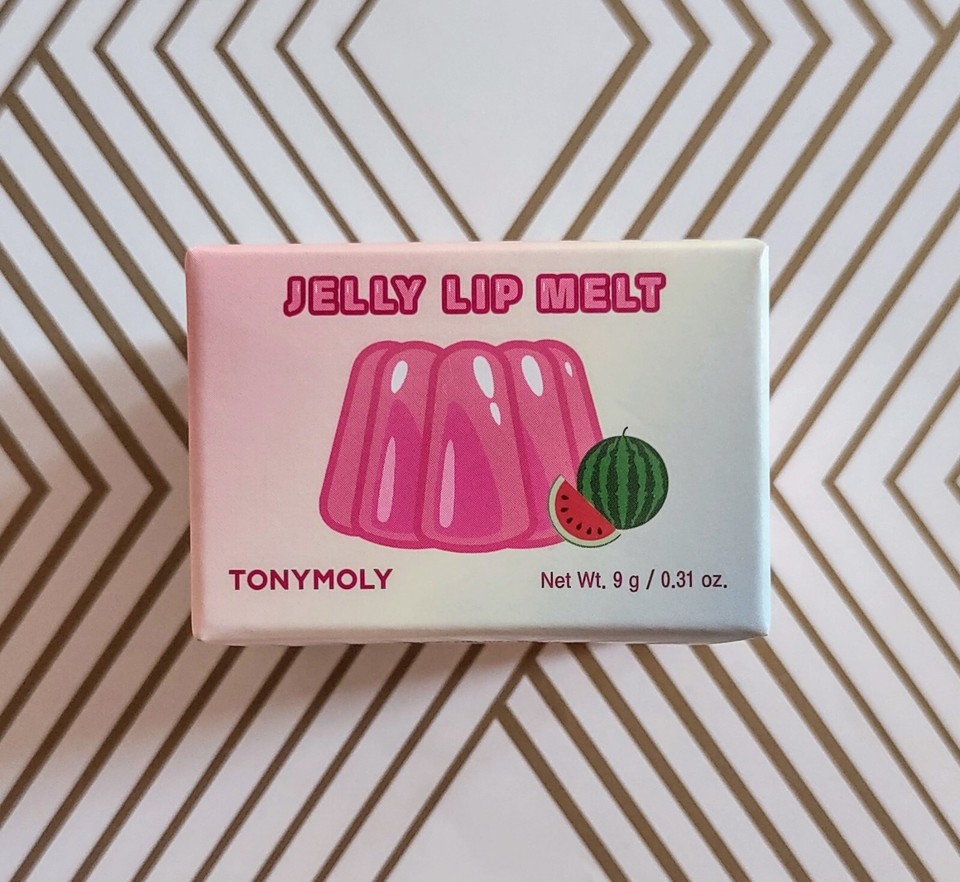 JELLY LIP MELT
TONYMOLY
Net Wt. 9 g / 0.31 oz.